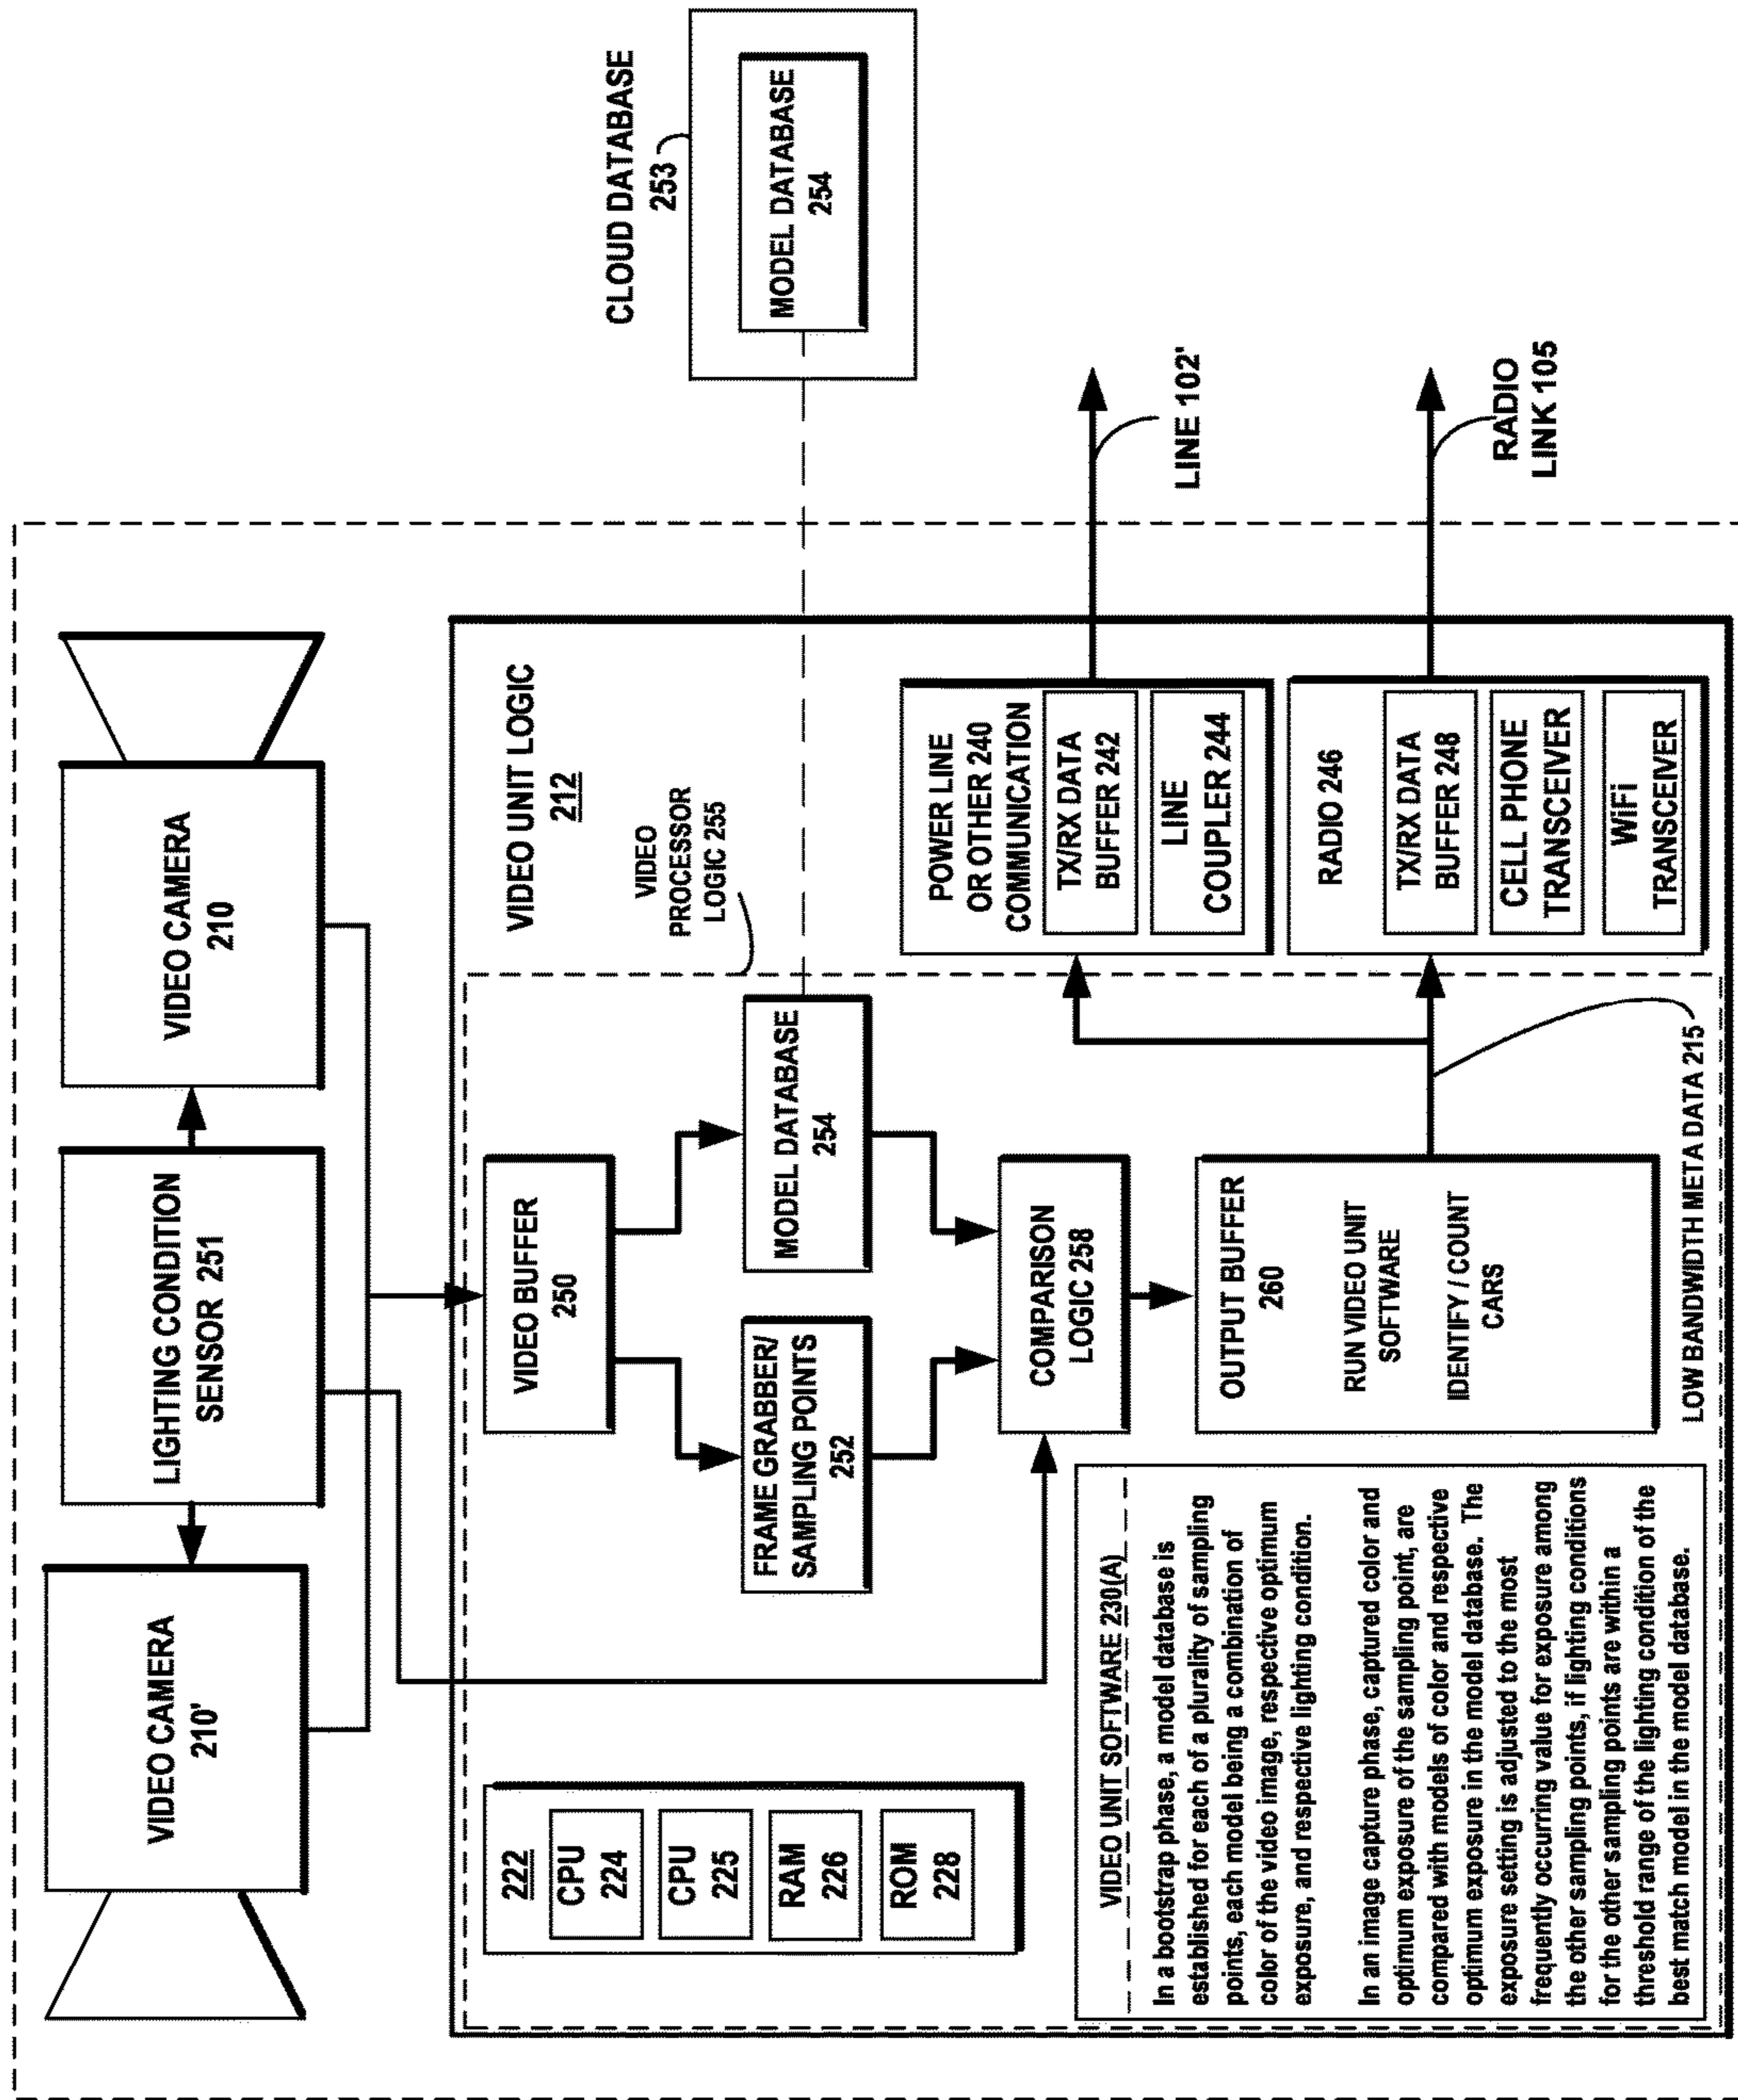 VIDEO CAMERA
210'
LIGHTING CONDITION
SENSOR 251
VIDEO CAMERA
210
CLOUD DATABASE
253
MODEL DATABASE
254
VIDEO UNIT LOGIC
212
VIDEO
PROCESSOR
LOGIC 255
222
CPU
224
CPU
225
RAM
226
ROM
228
VIDEO BUFFER
250
FRAME GRABBER/
SAMPLING POINTS
252
MODEL DATABASE
254
COMPARISON
LOGIC 258
OUTPUT BUFFER
260
RUN VIDEO UNIT
SOFTWARE
IDENTIFY / COUNT
CARS
LOW BANDWIDTH META DATA 215
POWER LINE
OR OTHER 240
COMMUNICATION
TX/RX DATA
BUFFER 242
LINE
COUPLER 244
LINE 102'
RADIO 246
TX/RX DATA
BUFFER 248
CELL PHONE
TRANSCEIVER
WiFi
TRANSCEIVER
RADIO
LINK 105
VIDEO UNIT SOFTWARE 230(A)
In a bootstrap phase, a model database is
established for each of a plurality of sampling
points, each model being a combination of
color of the video image, respective optimum
exposure, and respective lighting condition.
In an image capture phase, captured color and
optimum exposure of the sampling point, are
compared with models of color and respective
optimum exposure in the model database. The
exposure setting is adjusted to the most
frequently occurring value for exposure among
the other sampling points, if lighting conditions
for the other sampling points are within a
threshold range of the lighting condition of the
best match model in the model database.